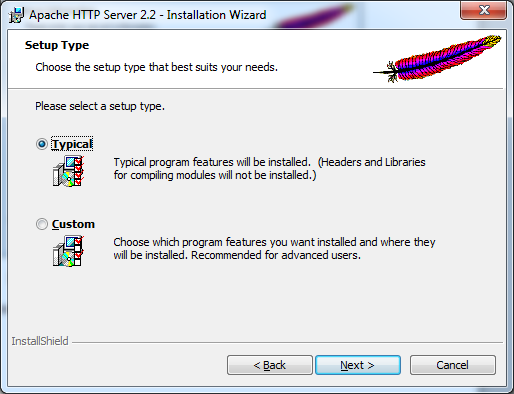 Apache HTTP Server 2.2 - Installation Wizard
Setup Type
Choose the setup type that best suits your needs.
Please select a setup type.
Typical
Typical program features will be installed. (Headers and Libraries
for compiling modules will not be installed.)
Custom
Choose which program features you want installed and where they
will be installed. Recommended for advanced users.
InstallShield
< Back Next > Cancel